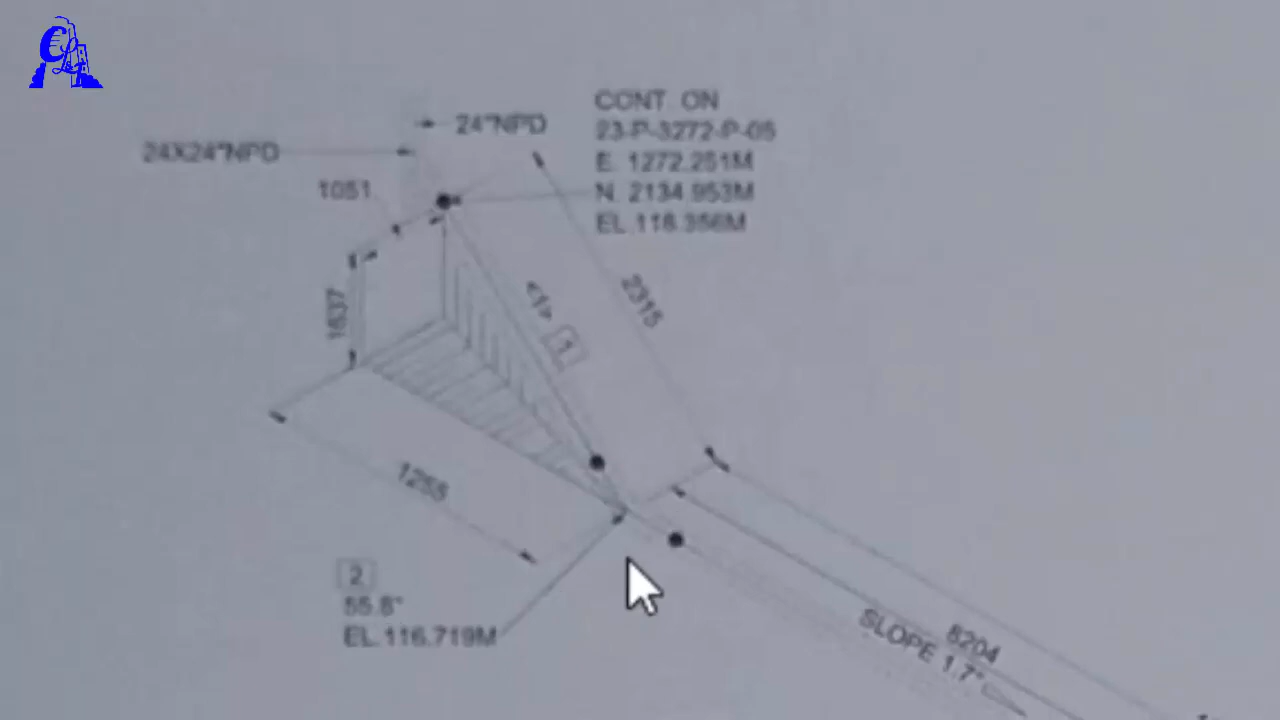 24"NPD
24X24"NPD
CONT. ON
23-P-3272-P-05
E. 1272.251M
N. 2134.953M
EL.118.356M
1051
1637
<1> 1
2315
1255
2
55.8°
EL.116.719M
8204
SLOPE 1.7°